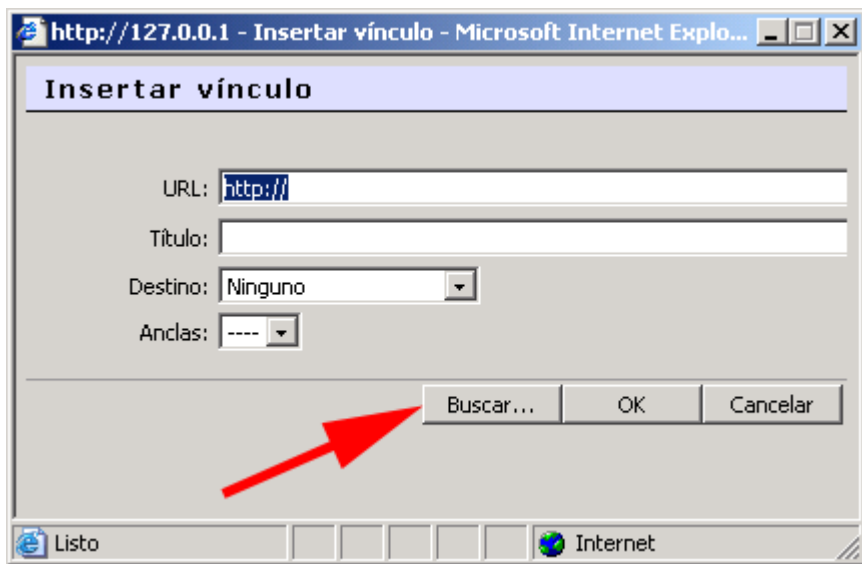 http://127.0.0.1 - Insertar vínculo - Microsoft Internet Explo...
Insertar vínculo
URL: http://
Título:
Destino: Ninguno
Anclas: ----
Buscar... OK Cancelar
Listo Internet